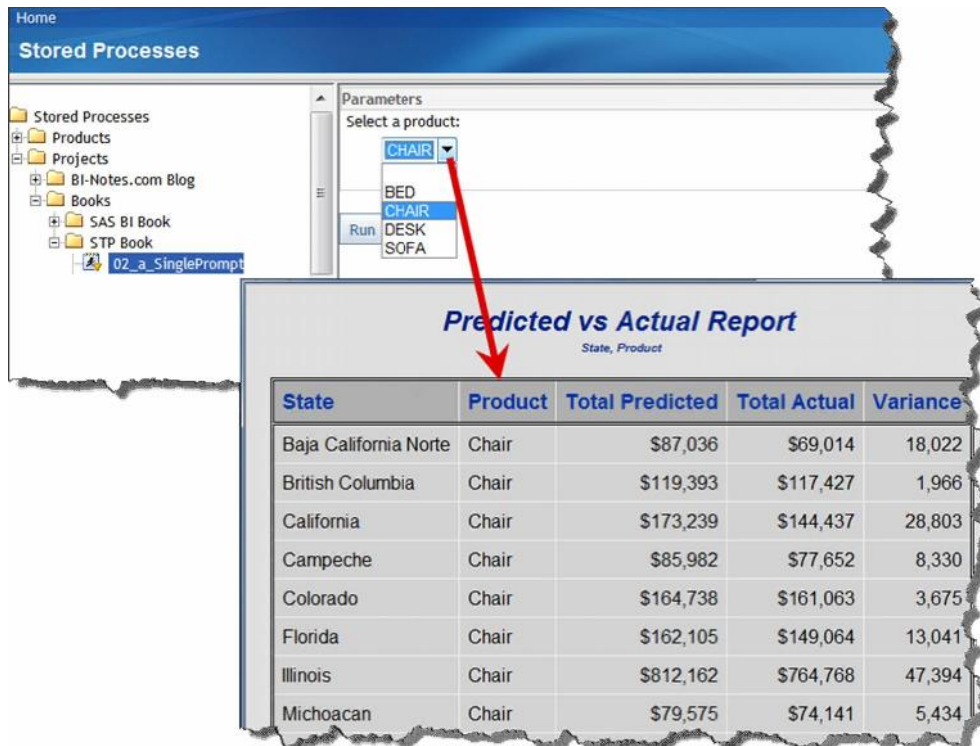 Home
Stored Processes
Stored Processes
Products
Projects
BI-Notes.com Blog
Books
SAS BI Book
STP Book
02_a_SinglePrompt
Parameters
Select a product:
CHAIR
BED
CHAIR
DESK
SOFA
Run
Predicted vs Actual Report
State, Product
State Product Total Predicted Total Actual Variance
Baja California Norte Chair $87,036 $69,014 18,022
British Columbia Chair $119,393 $117,427 1,966
California Chair $173,239 $144,437 28,803
Campeche Chair $85,982 $77,652 8,330
Colorado Chair $164,738 $161,063 3,675
Florida Chair $162,105 $149,064 13,041
Illinois Chair $812,162 $764,768 47,394
Michoacan Chair $79,575 $74,141 5,434